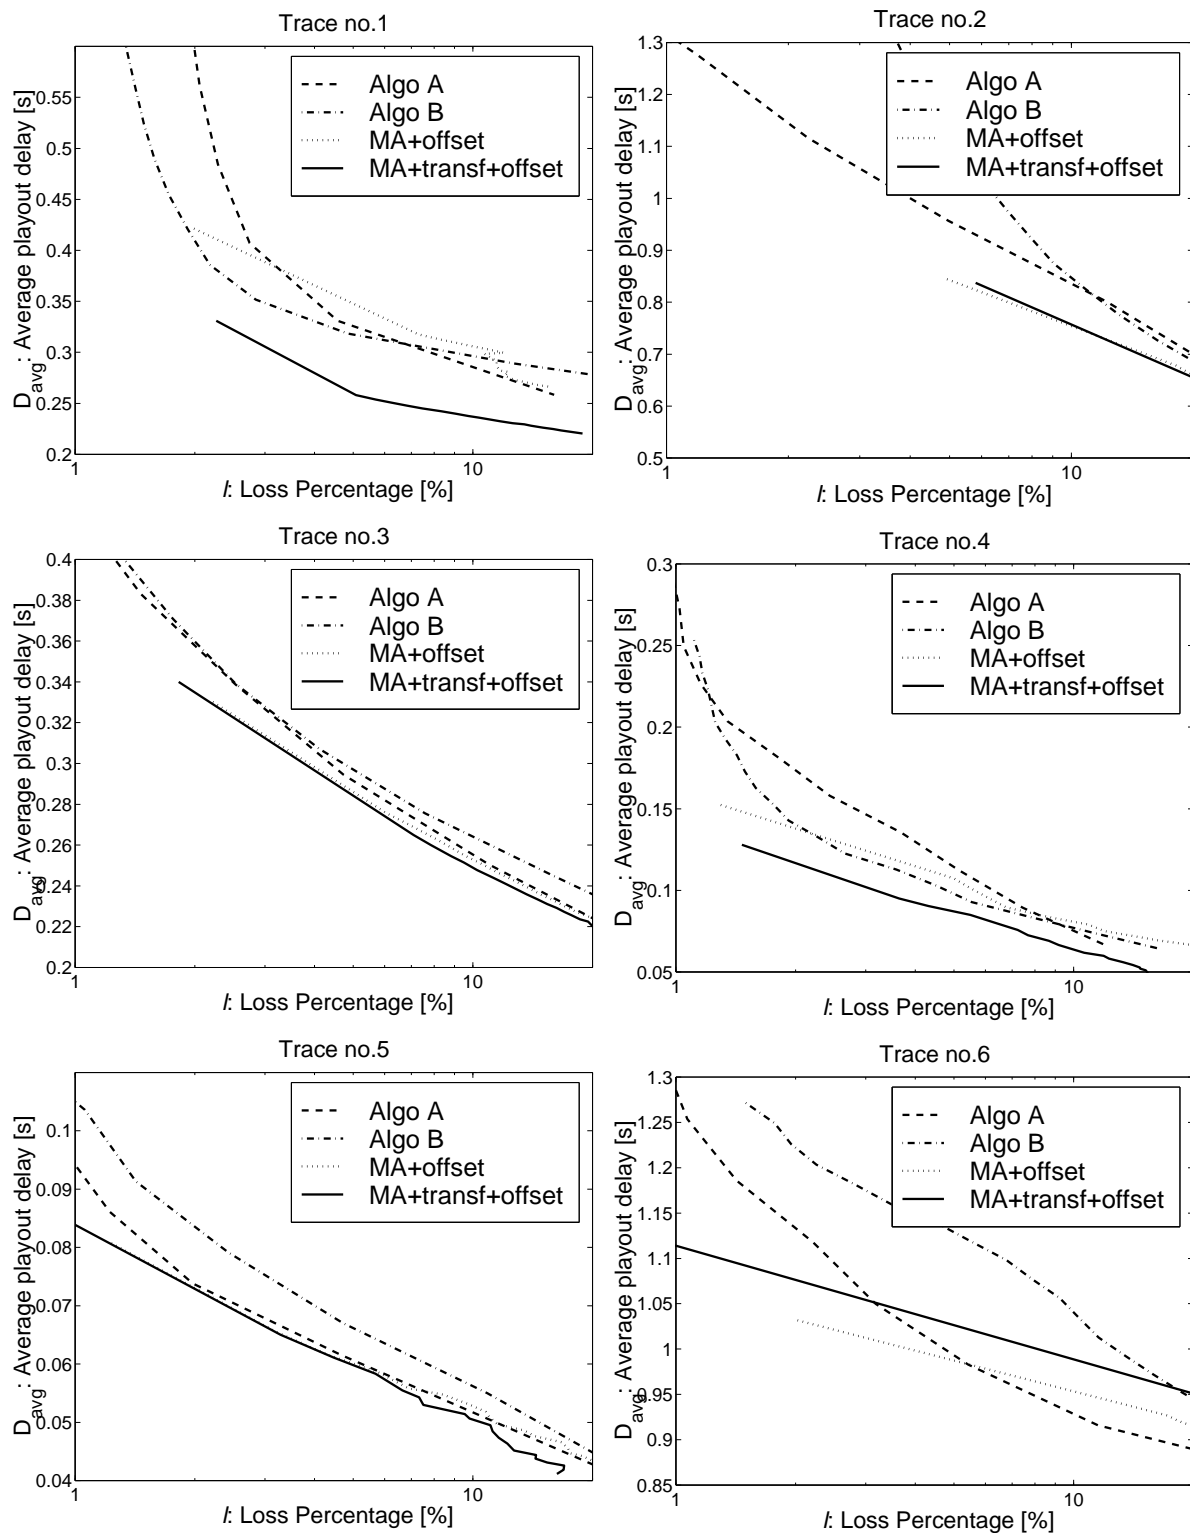 Trace no.1
D_avg: Average playout delay [s]
0.55
0.5
0.45
0.4
0.35
0.3
0.25
0.2
1
10
l: Loss Percentage [%]
Algo A
Algo B
MA+offset
MA+transf+offset
Trace no.2
D_avg: Average playout delay [s]
1.3
1.2
1.1
1
0.9
0.8
0.7
0.6
0.5
1
10
l: Loss Percentage [%]
Algo A
Algo B
MA+offset
MA+transf+offset
Trace no.3
D_avg: Average playout delay [s]
0.4
0.38
0.36
0.34
0.32
0.3
0.28
0.26
0.24
0.22
0.2
1
10
l: Loss Percentage [%]
Algo A
Algo B
MA+offset
MA+transf+offset
Trace no.4
D_avg: Average playout delay [s]
0.3
0.25
0.2
0.15
0.1
0.05
1
10
l: Loss Percentage [%]
Algo A
Algo B
MA+offset
MA+transf+offset
Trace no.5
D_avg: Average playout delay [s]
0.1
0.09
0.08
0.07
0.06
0.05
0.04
1
10
l: Loss Percentage [%]
Algo A
Algo B
MA+offset
MA+transf+offset
Trace no.6
D_avg: Average playout delay [s]
1.3
1.25
1.2
1.15
1.1
1.05
1
0.95
0.9
0.85
1
10
l: Loss Percentage [%]
Algo A
Algo B
MA+offset
MA+transf+offset